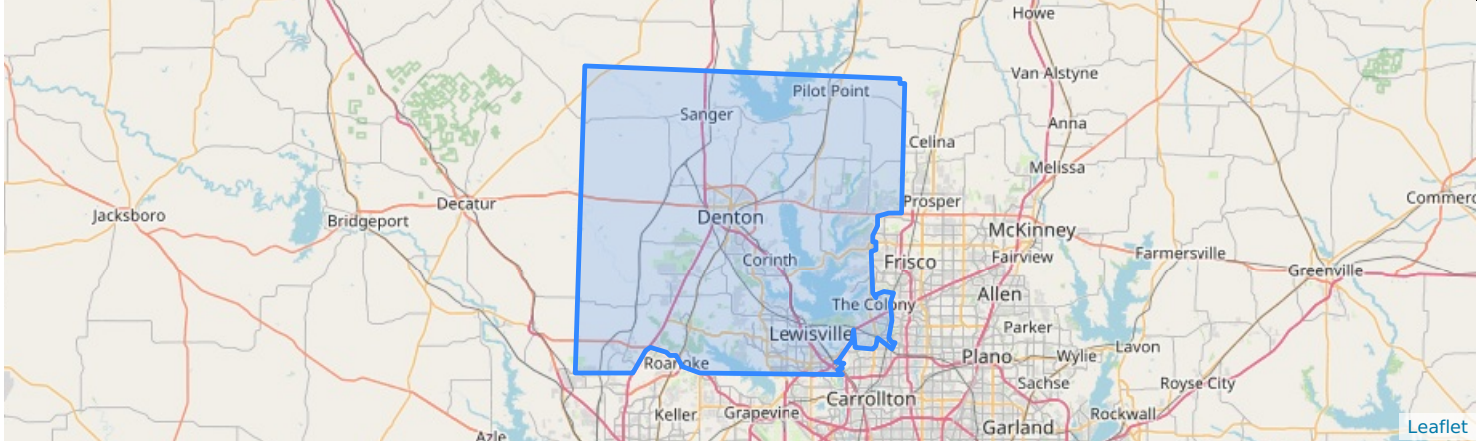 Howe
Van Alstyne
Pilot Point
Sanger
Anna
Celina
Melissa
Commerc
Decatur
Prosper
Jacksboro
Bridgeport
Denton
McKinney
Farmersville
Corinth
Frisco
Fairview
Greenville
Allen
The Colony
Parker
Lewisville
Lavon
Plano
Wylie
Roanoke
Sachse
Royse City
Carrollton
Keller
Grapevine
Rockwall
Garland
Leaflet
Azle